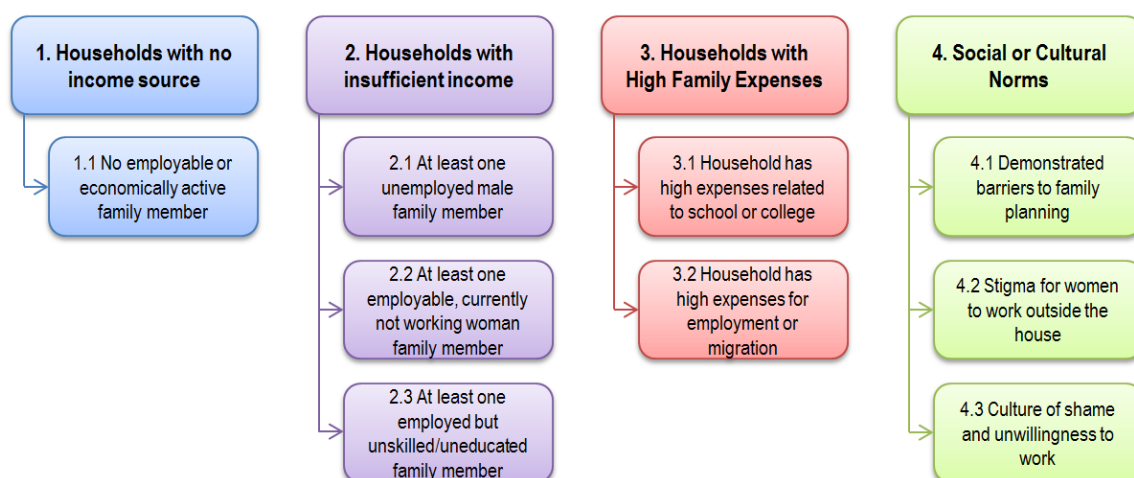 1. Households with no
income source
1.1 No employable or
economically active
family member
2. Households with
insufficient income
2.1 At least one
unemployed male
family member
2.2 At least one
employable, currently
not working woman
family member
2.3 At least one
employed but
unskilled/uneducated
family member
3. Households with
High Family Expenses
3.1 Household has
high expenses related
to school or college
3.2 Household has
high expenses for
employment or
migration
4. Social or Cultural
Norms
4.1 Demonstrated
barriers to family
planning
4.2 Stigma for women
to work outside the
house
4.3 Culture of shame
and unwillingness to
work